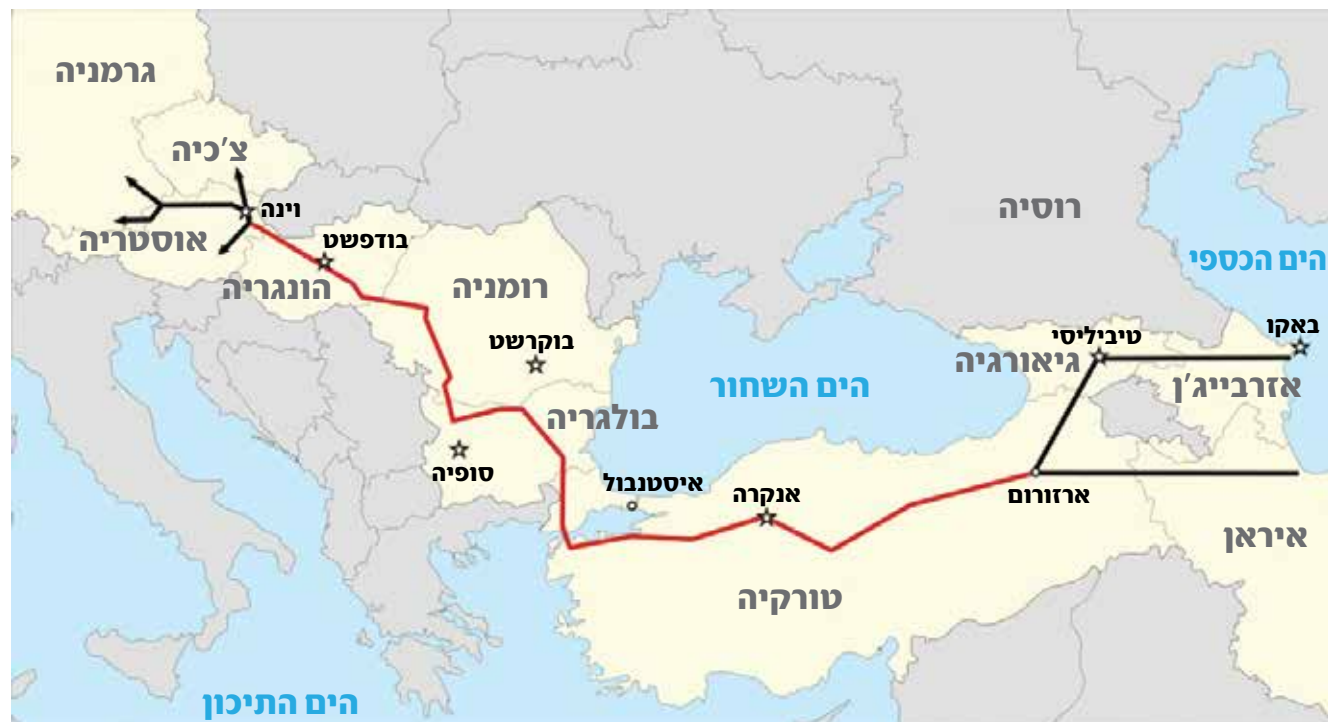 גרמניה
צ'כיה
וינה
אוסטריה
בודפשט
הונגריה
רומניה
בוקרשט
בולגריה
סופיה
איסטנבול
אנקרה
טורקיה
הים השחור
הים התיכון
רוסיה
הים הכספי
באקו
טיביליסי
גיאורגיה
אזרבייג'ן
ארזורום
איראן